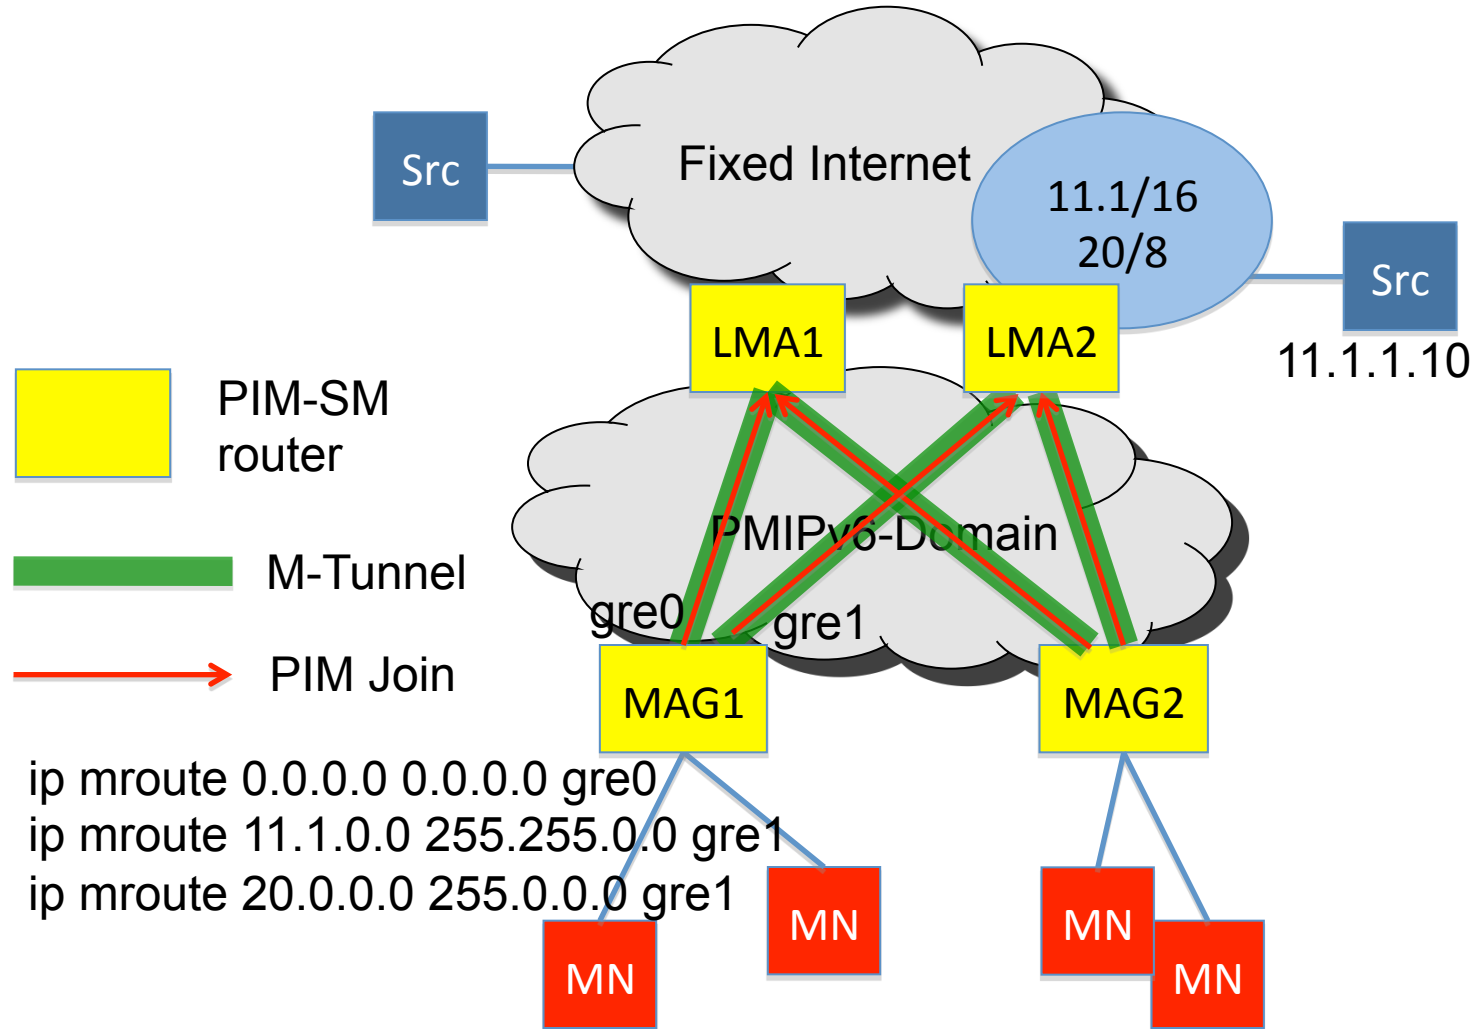 Fixed Internet
Src
11.1/16
20/8
Src
11.1.1.10
LMA1
LMA2
PIM-SM
router
M-Tunnel
PIM Join
PMIPv6-Domain
gre0
gre1
MAG1
MAG2
ip mroute 0.0.0.0 0.0.0.0 gre0
ip mroute 11.1.0.0 255.255.0.0 gre1
ip mroute 20.0.0.0 255.0.0.0 gre1
MN
MN
MN
MN